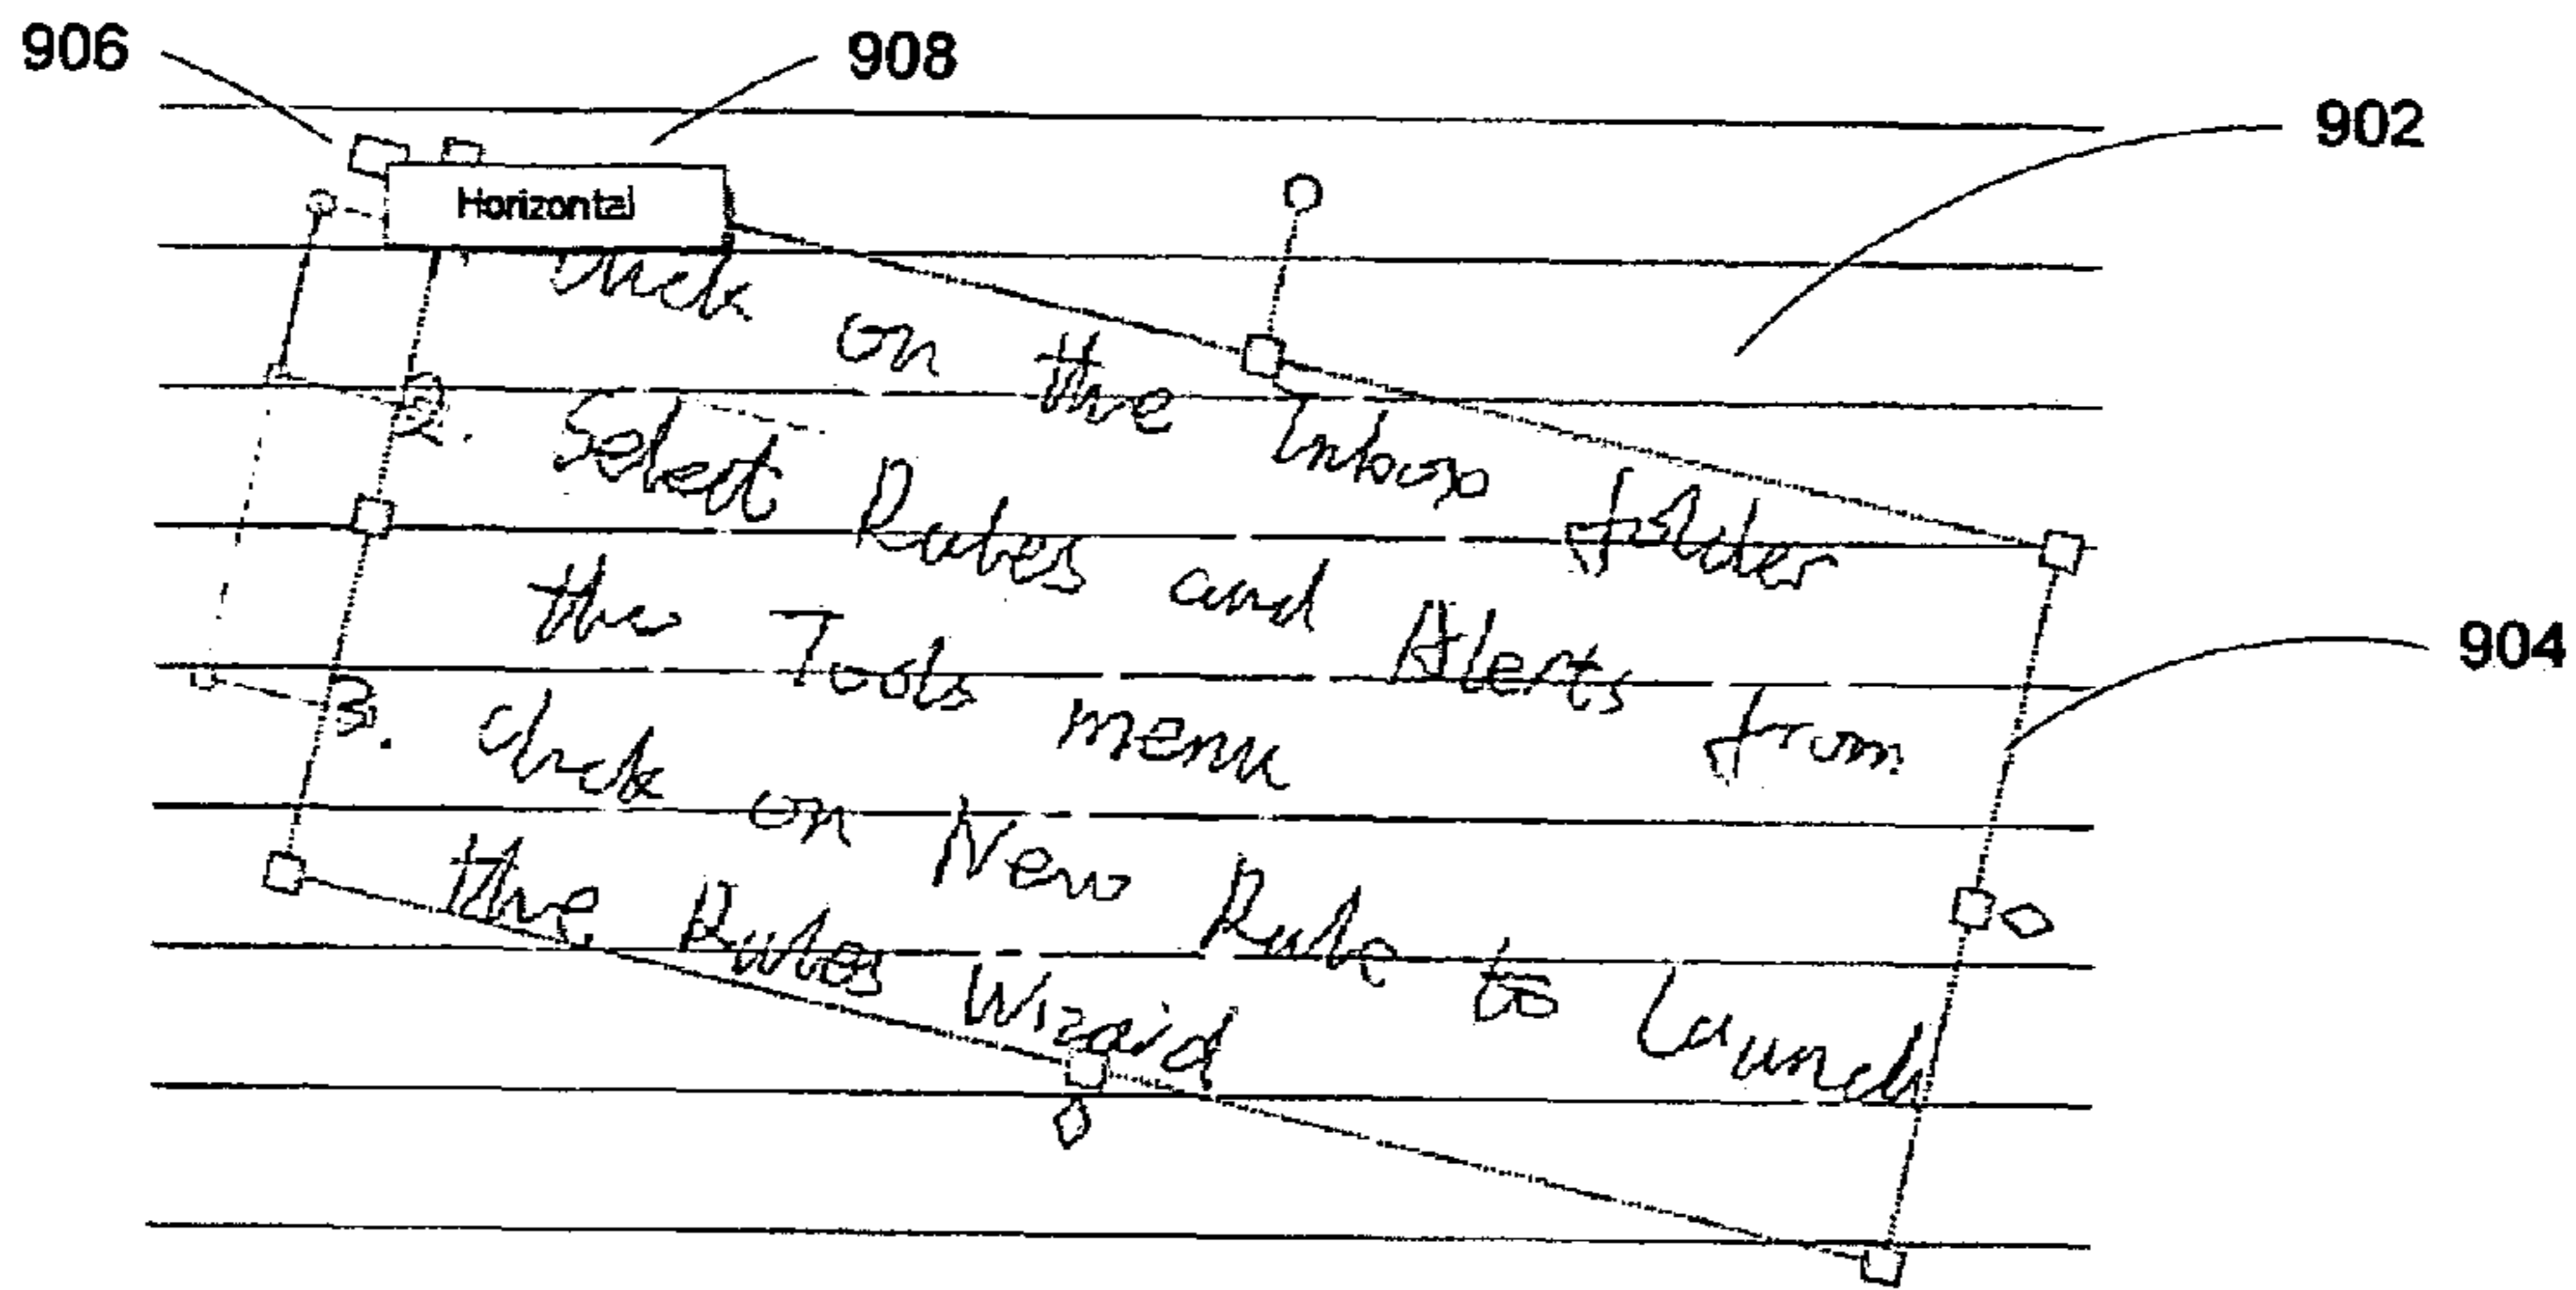 906
908
902
Horizontal
Click on the Inbox folder
2. Select Rules and Alerts from
the Tools menu
904
3. Click on New Rule to launch
the Rules Wizard